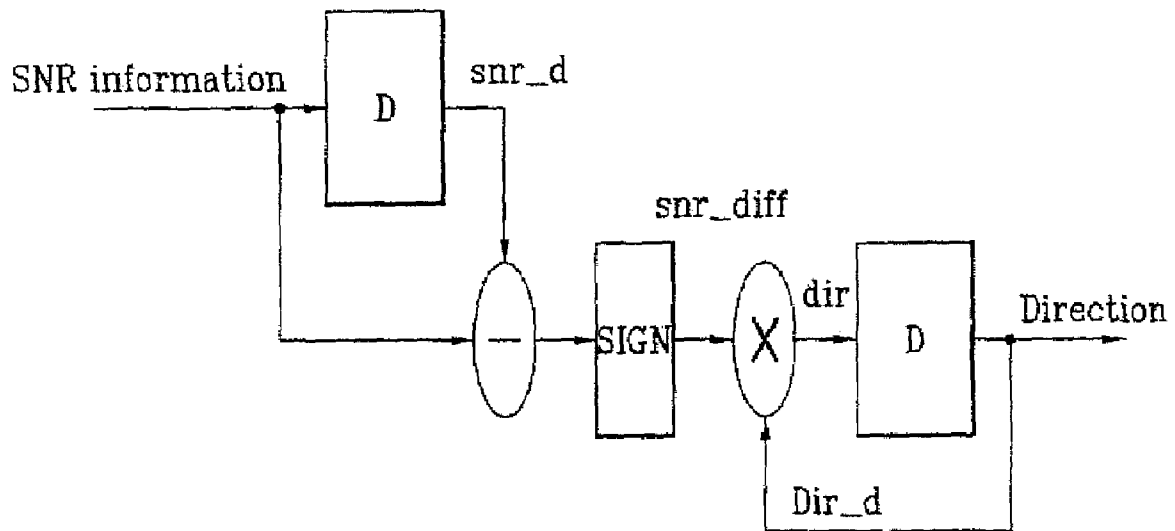 SNR information
D
snr_d
snr_diff
−
SIGN
X
dir
D
Direction
Dir_d